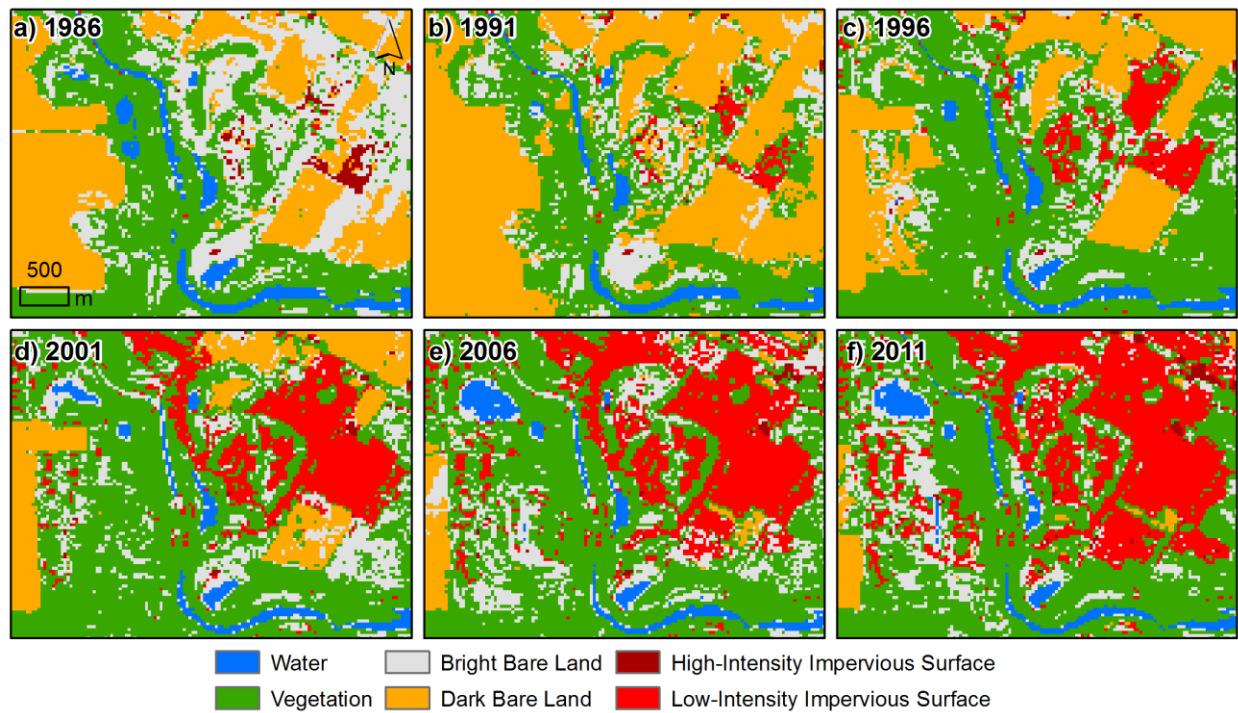 a) 1986
b) 1991
c) 1996
N
500
m
d) 2001
e) 2006
f) 2011
Water
Bright Bare Land
High-Intensity Impervious Surface
Vegetation
Dark Bare Land
Low-Intensity Impervious Surface